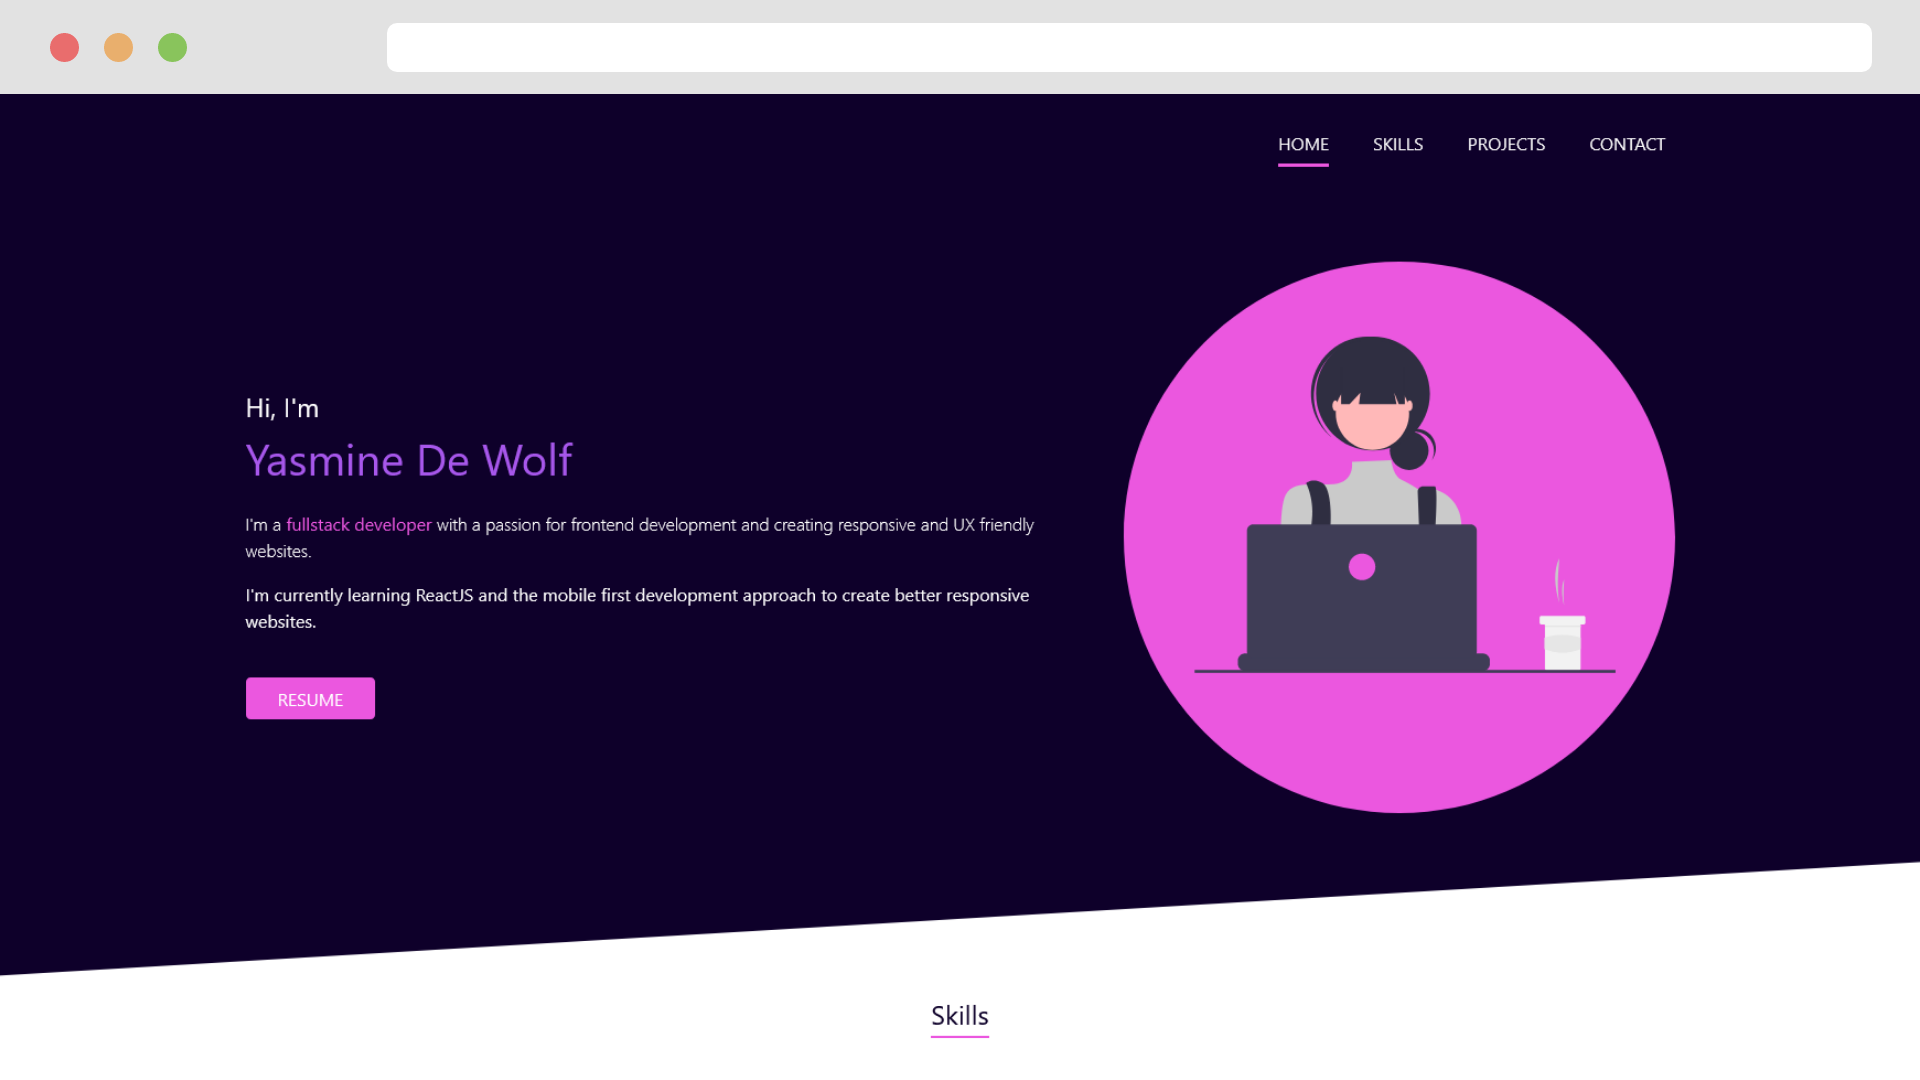 HOME SKILLS PROJECTS CONTACT
Hi, I'm
Yasmine De Wolf
I'm a fullstack developer with a passion for frontend development and creating responsive and UX friendly
websites.
I'm currently learning ReactJS and the mobile first development approach to create better responsive
websites.
RESUME
Skills